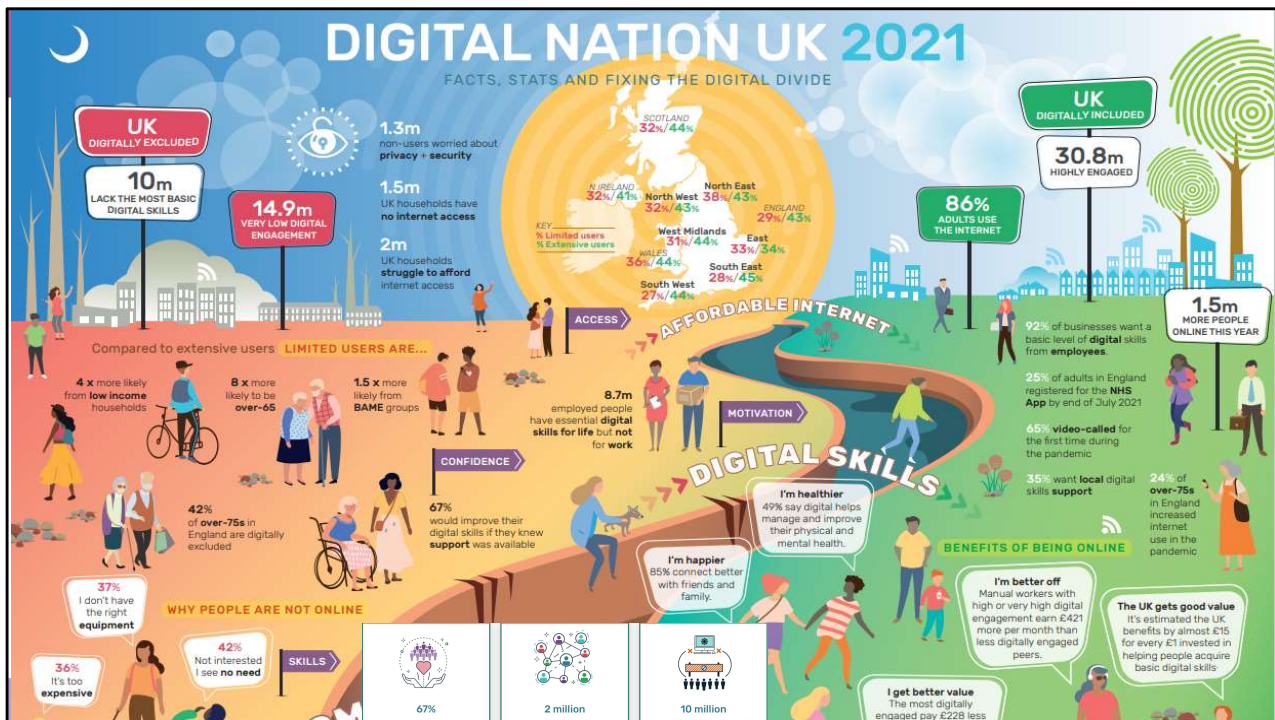 DIGITAL NATION UK 2021
FACTS, STATS AND FIXING THE DIGITAL DIVIDE
UK
DIGITALLY EXCLUDED
10m
LACK THE MOST BASIC
DIGITAL SKILLS
14.9m
VERY LOW DIGITAL
ENGAGEMENT
1.3m
non-users worried about
privacy + security
1.5m
UK households have
no internet access
2m
UK households
struggle to afford
internet access
SCOTLAND
32%/44%
N IRELAND
32%/41%
North West
32%/43%
North East
38%/43%
ENGLAND
29%/43%
KEY
% Limited users
% Extensive users
West Midlands
31%/44%
East
33%/34%
WALES
36%/44%
South East
28%/45%
South West
27%/44%
UK
DIGITALLY INCLUDED
30.8m
HIGHLY ENGAGED
86%
ADULTS USE
THE INTERNET
1.5m
MORE PEOPLE
ONLINE THIS YEAR
ACCESS
AFFORDABLE INTERNET
Compared to extensive users LIMITED USERS ARE...
4 x more likely
from low income
households
8 x more
likely to be
over-65
1.5 x more
likely from
BAME groups
8.7m
employed people
have essential digital
skills for life but not
for work
MOTIVATION
92% of businesses want a
basic level of digital skills
from employees.
25% of adults in England
registered for the NHS
App by end of July 2021
65% video-called for
the first time during
the pandemic
35% want local digital
skills support
24% of
over-75s
in England
increased
internet
use in the
pandemic
CONFIDENCE
DIGITAL SKILLS
42%
of over-75s in
England are digitally
excluded
67%
would improve their
digital skills if they knew
support was available
I'm healthier
49% say digital helps
manage and improve
their physical and
mental health.
I'm happier
85% connect better
with friends and
family.
BENEFITS OF BEING ONLINE
I'm better off
Manual workers with
high or very high digital
engagement earn £421
more per month than
less digitally engaged
peers.
The UK gets good value
It's estimated the UK
benefits by almost £15
for every £1 invested in
helping people acquire
basic digital skills
37%
I don't have
the right
equipment
WHY PEOPLE ARE NOT ONLINE
42%
Not interested
I see no need
36%
It's too
expensive
SKILLS
67%
2 million
10 million
I get better value
The most digitally
engaged pay £228 less